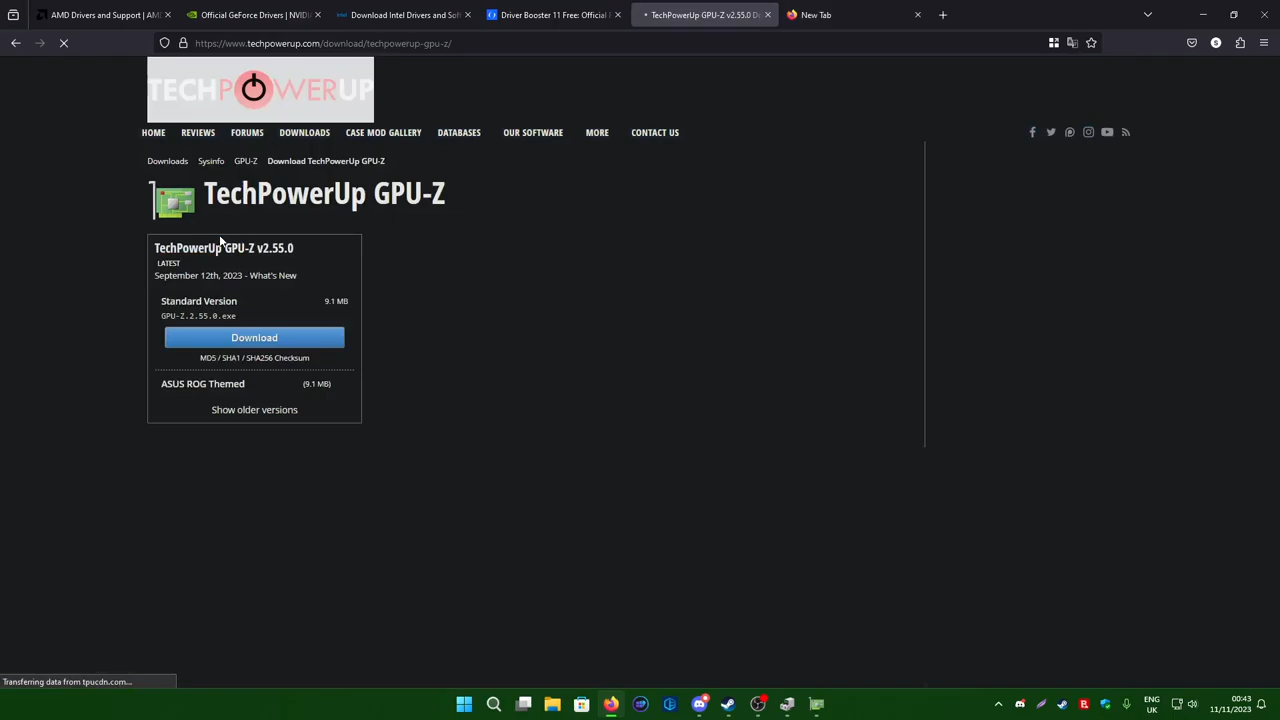 AMD Drivers and Support | AMD
Official GeForce Drivers | NVIDI
Download Intel Drivers and Soft
Driver Booster 11 Free: Official
TechPowerUp GPU-Z v2.55.0 D
New Tab
https://www.techpowerup.com/download/techpowerup-gpu-z/
TECHPOWERUP
HOME
REVIEWS
FORUMS
DOWNLOADS
CASE MOD GALLERY
DATABASES
OUR SOFTWARE
MORE
CONTACT US
Downloads
Sysinfo
GPU-Z
Download TechPowerUp GPU-Z
TechPowerUp GPU-Z
TechPowerUp GPU-Z v2.55.0
LATEST
September 12th, 2023 - What's New
Standard Version
9.1 MB
GPU-Z.2.55.0.exe
Download
MD5 / SHA1 / SHA256 Checksum
ASUS ROG Themed
(9.1 MB)
Show older versions
Transferring data from tpucdn.com...
ENG
UK
00:43
11/11/2023